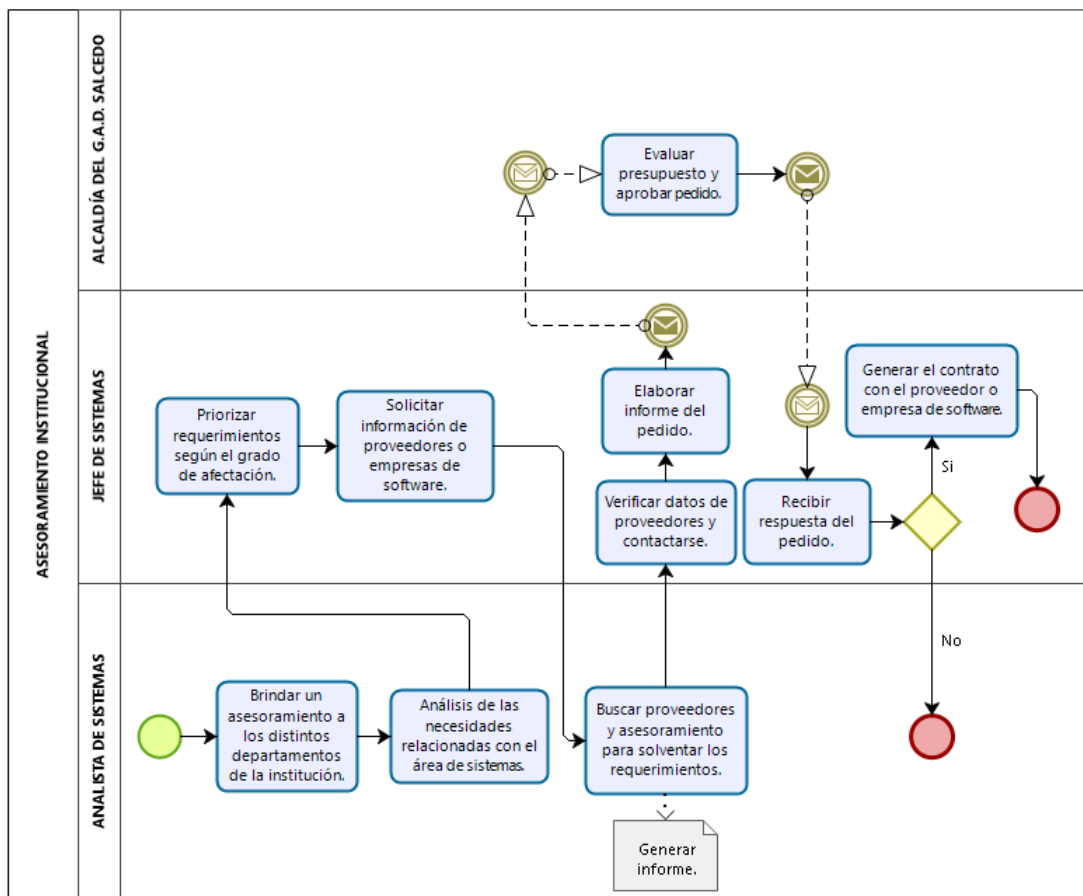 ASESORAMIENTO INSTITUCIONAL
ALCALDÍA DEL G.A.D. SALCEDO
Evaluar
presupuesto y
aprobar pedido.
JEFE DE SISTEMAS
Priorizar
requerimientos
según el grado
de afectación.
Solicitar
información de
proveedores o
empresas de
software.
Elaborar
informe del
pedido.
Verificar datos de
proveedores y
contactarse.
Recibir
respuesta del
pedido.
Generar el contrato
con el proveedor o
empresa de software.
Si
No
ANALISTA DE SISTEMAS
Brindar un
asesoramiento a
los distintos
departamentos
de la institución.
Análisis de las
necesidades
relacionadas con el
área de sistemas.
Buscar proveedores
y asesoramiento
para solventar los
requerimientos.
Generar
informe.